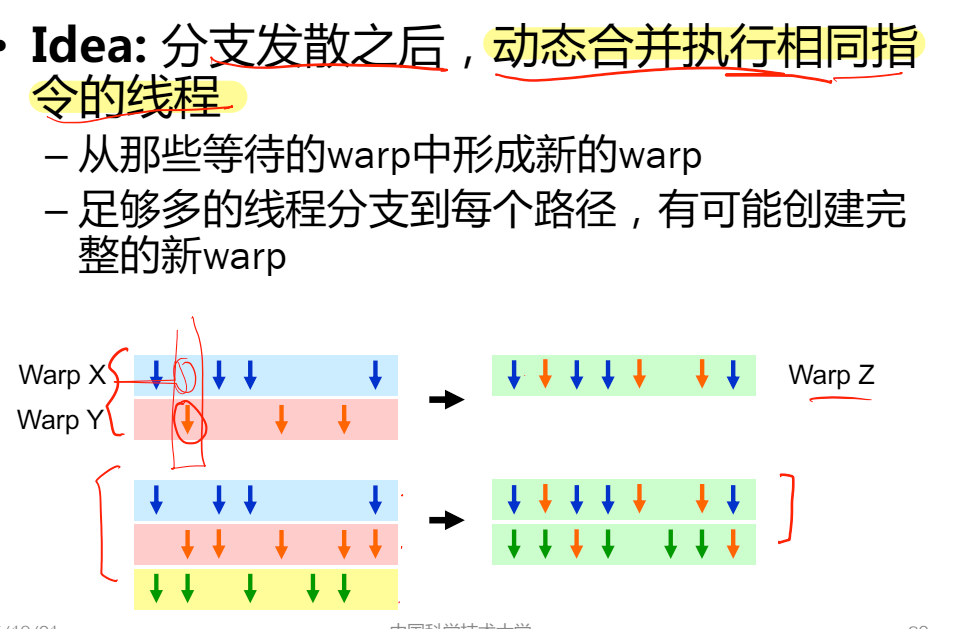 • Idea: 分支发散之后，动态合并执行相同指
令的线程
– 从那些等待的warp中形成新的warp
– 足够多的线程分支到每个路径，有可能创建完
整的新warp
Warp X
Warp Y
Warp Z